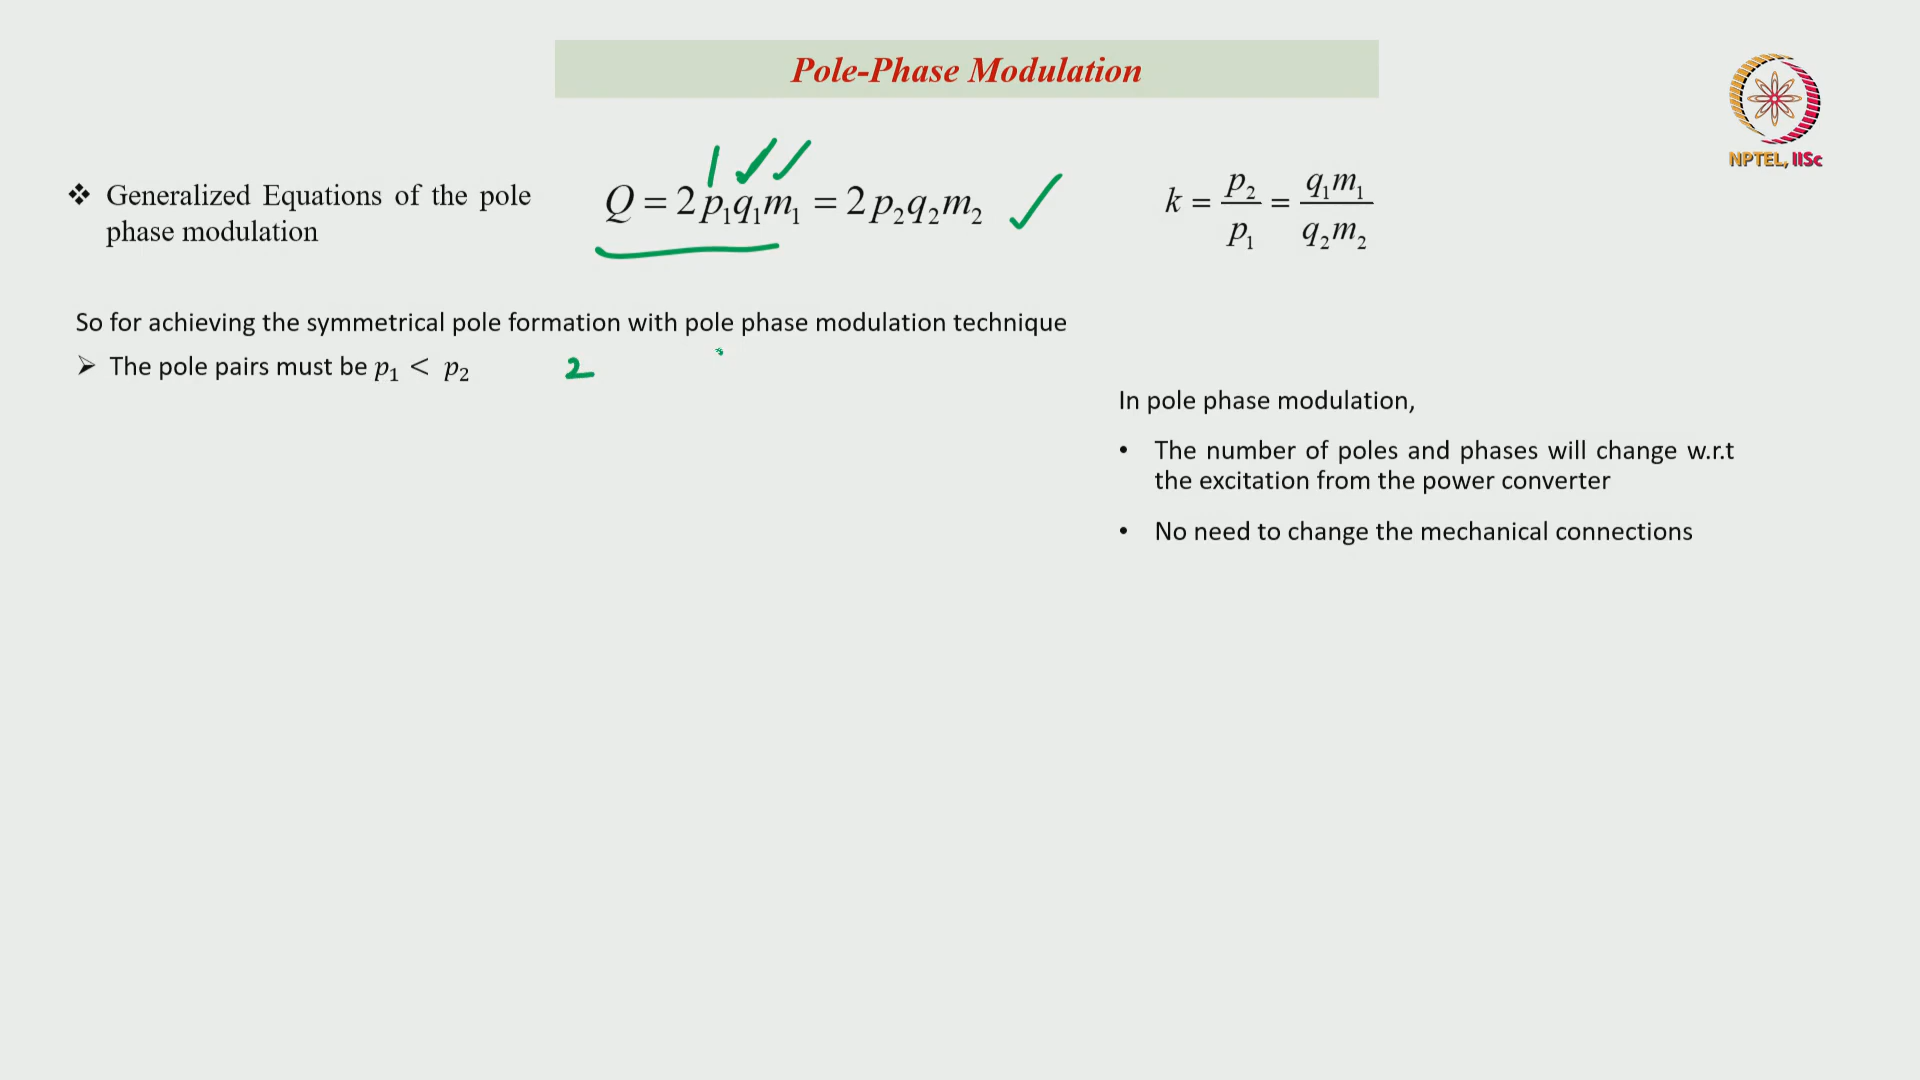 Pole-Phase Modulation
NPTEL, IISc
❖ Generalized Equations of the pole
phase modulation
Q = 2p₁q₁m₁ = 2p₂q₂m₂
k = p₂/p₁ = q₁m₁/q₂m₂
So for achieving the symmetrical pole formation with pole phase modulation technique
➢ The pole pairs must be p₁ < p₂
2
In pole phase modulation,
• The number of poles and phases will change w.r.t
the excitation from the power converter
• No need to change the mechanical connections